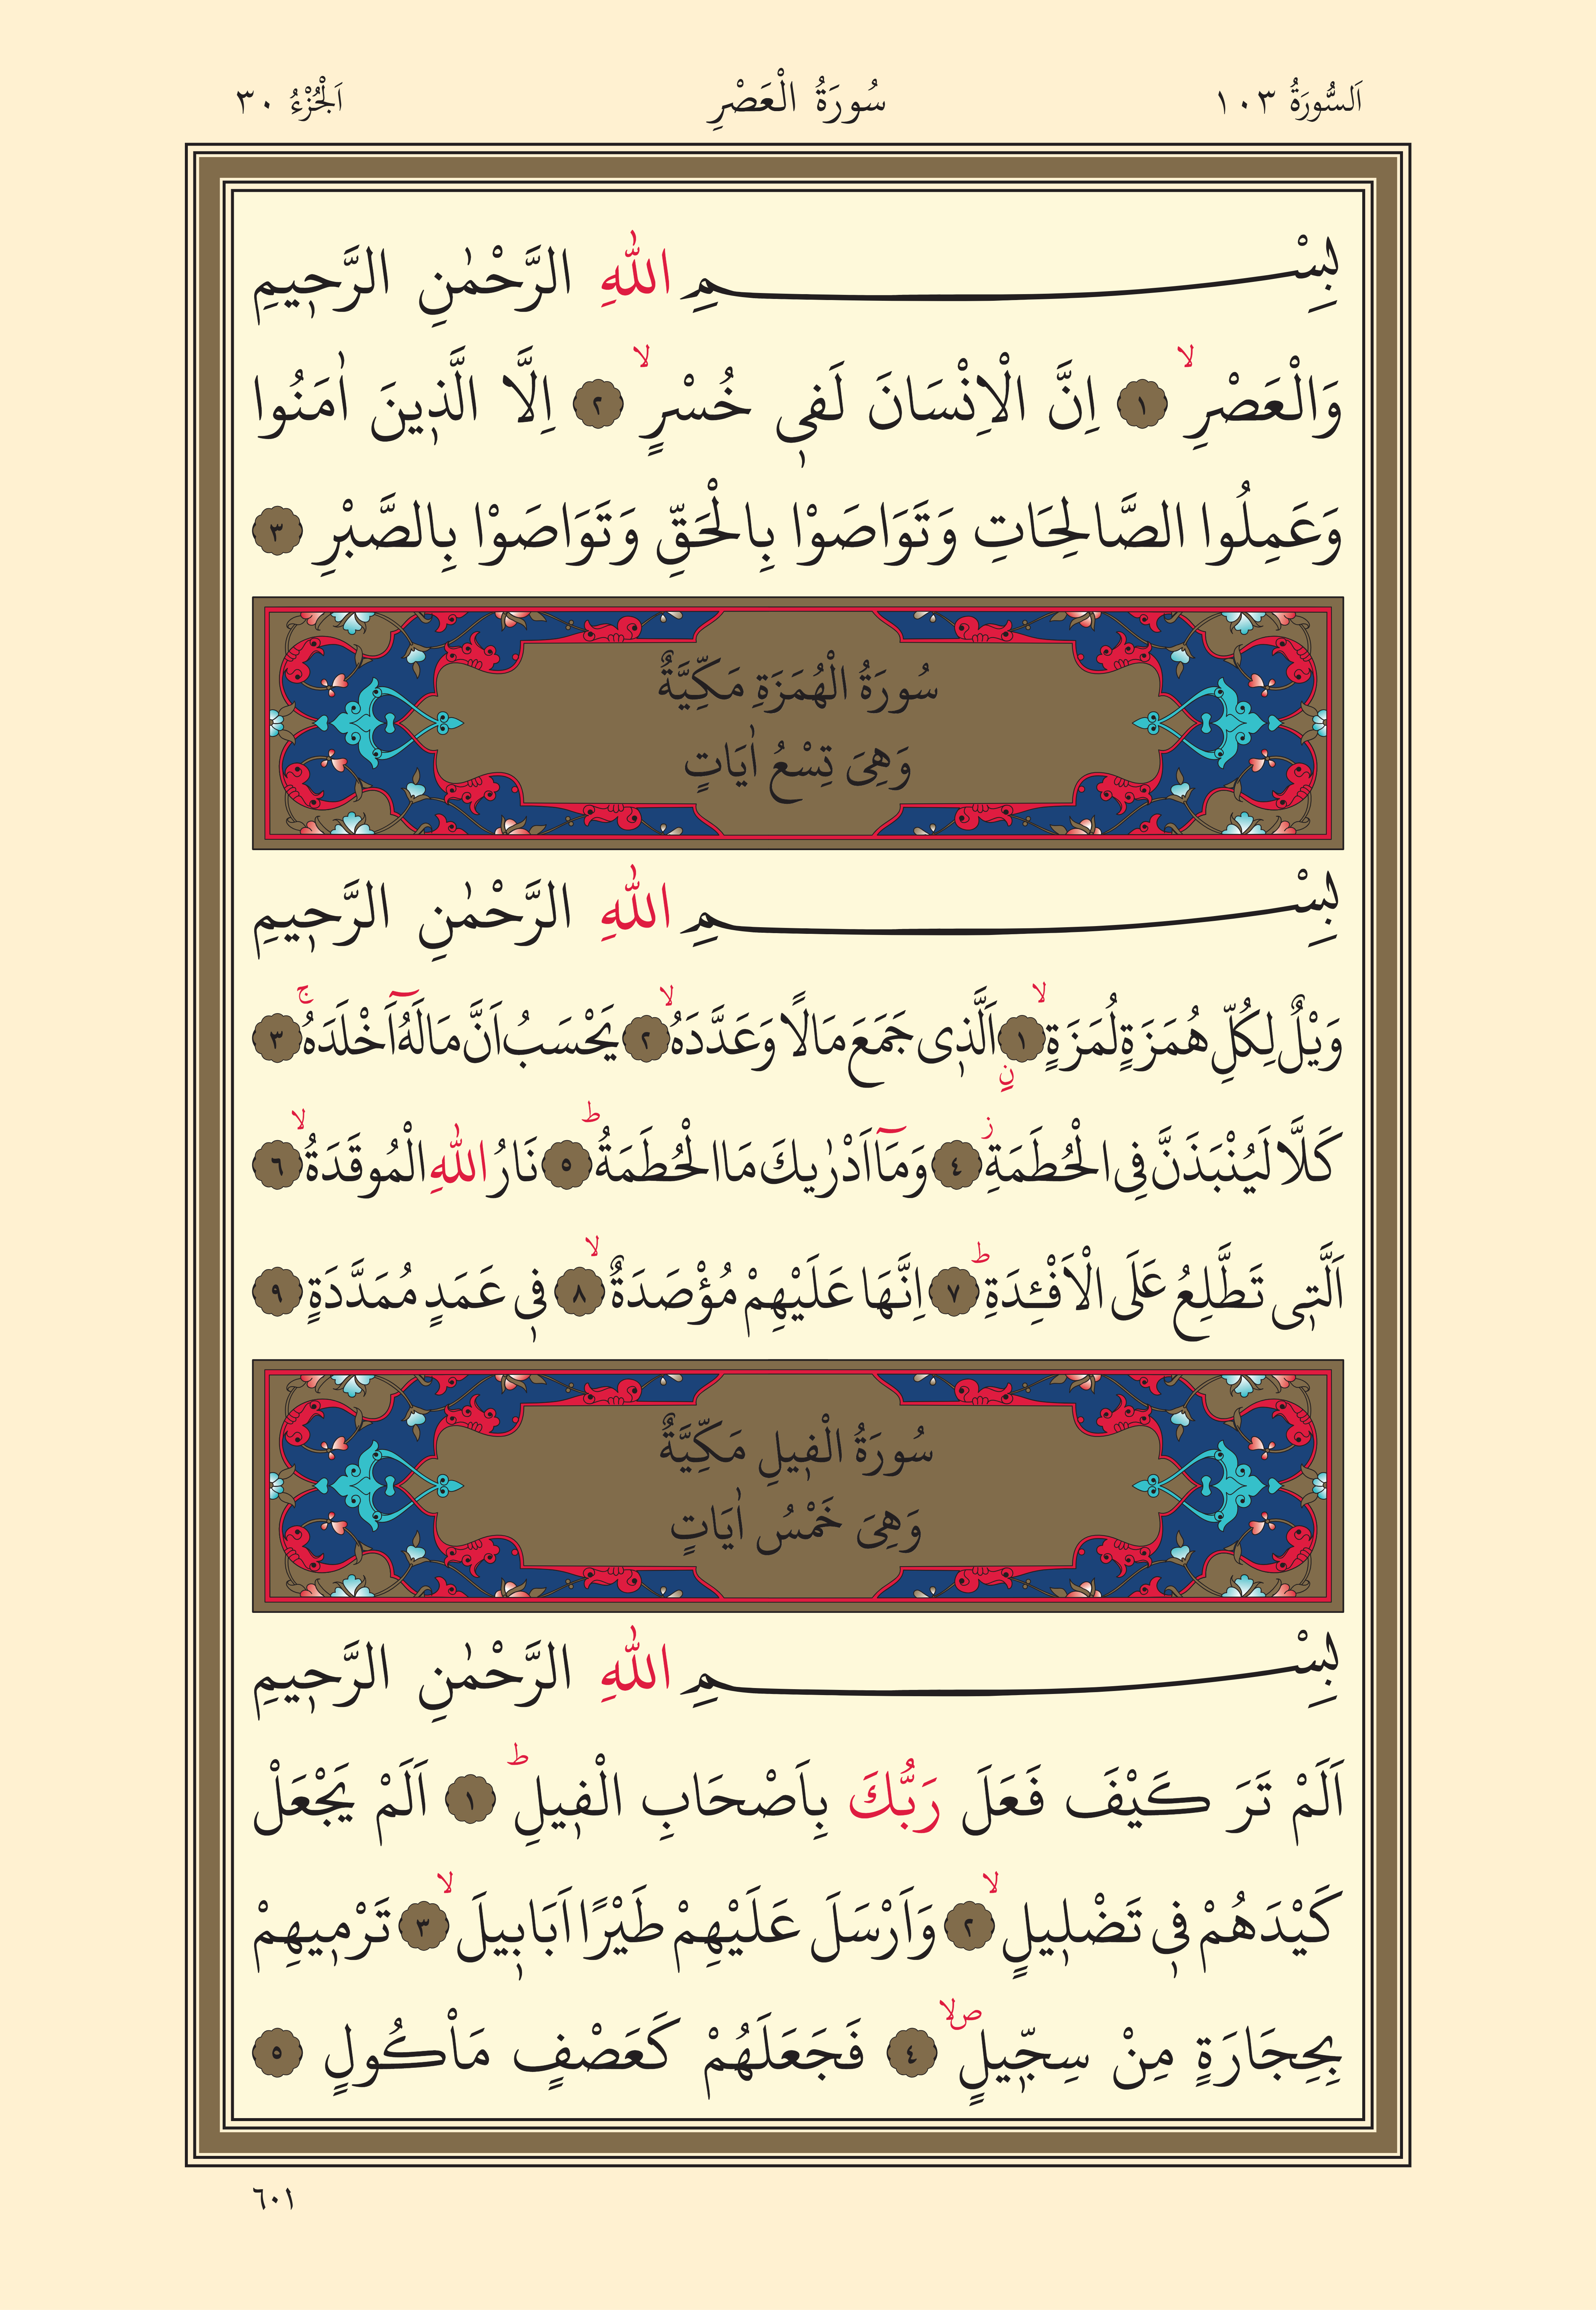 اَلسُّورَةُ ١٠٣ سُورَةُ الْعَصْرِ اَلْجُزْءُ ٣٠
بِسْمِ اللّٰهِ الرَّحْمٰنِ الرَّحٖيمِ
وَالْعَصْرِۙ ١ اِنَّ الْاِنْسَانَ لَفٖى خُسْرٍۙ ٢ اِلَّا الَّذٖينَ اٰمَنُوا
وَعَمِلُوا الصَّالِحَاتِ وَتَوَاصَوْا بِالْحَقِّ وَتَوَاصَوْا بِالصَّبْرِ ٣
سُورَةُ الْهُمَزَةِ مَكِّيَّةٌ
وَهِىَ تِسْعُ اٰيَاتٍ
بِسْمِ اللّٰهِ الرَّحْمٰنِ الرَّحٖيمِ
وَيْلٌ لِكُلِّ هُمَزَةٍ لُمَزَةٍۙ ١ نِ اَلَّذٖى جَمَعَ مَالًا وَعَدَّدَهُۙ ٢ يَحْسَبُ اَنَّ مَالَهُٓ اَخْلَدَهُۚ ٣
كَلَّا لَيُنْبَذَنَّ فِى الْحُطَمَةِؗ ٤ وَمَٓا اَدْرٰيكَ مَا الْحُطَمَةُؕ ٥ نَارُ اللّٰهِ الْمُوقَدَةُۙ ٦
اَلَّتٖى تَطَّلِعُ عَلَى الْاَفْـِٔدَةِؕ ٧ اِنَّهَا عَلَيْهِمْ مُؤْصَدَةٌۙ ٨ فٖى عَمَدٍ مُمَدَّدَةٍ ٩
سُورَةُ الْفٖيلِ مَكِّيَّةٌ
وَهِىَ خَمْسُ اٰيَاتٍ
بِسْمِ اللّٰهِ الرَّحْمٰنِ الرَّحٖيمِ
اَلَمْ تَرَ كَيْفَ فَعَلَ رَبُّكَ بِاَصْحَابِ الْفٖيلِؕ ١ اَلَمْ يَجْعَلْ
كَيْدَهُمْ فٖى تَضْلٖيلٍۙ ٢ وَاَرْسَلَ عَلَيْهِمْ طَيْرًا اَبَابٖيلَۙ ٣ تَرْمٖيهِمْ
بِحِجَارَةٍ مِنْ سِجّٖيلٍۖۙ ٤ فَجَعَلَهُمْ كَعَصْفٍ مَاْكُولٍ ٥
٦٠١